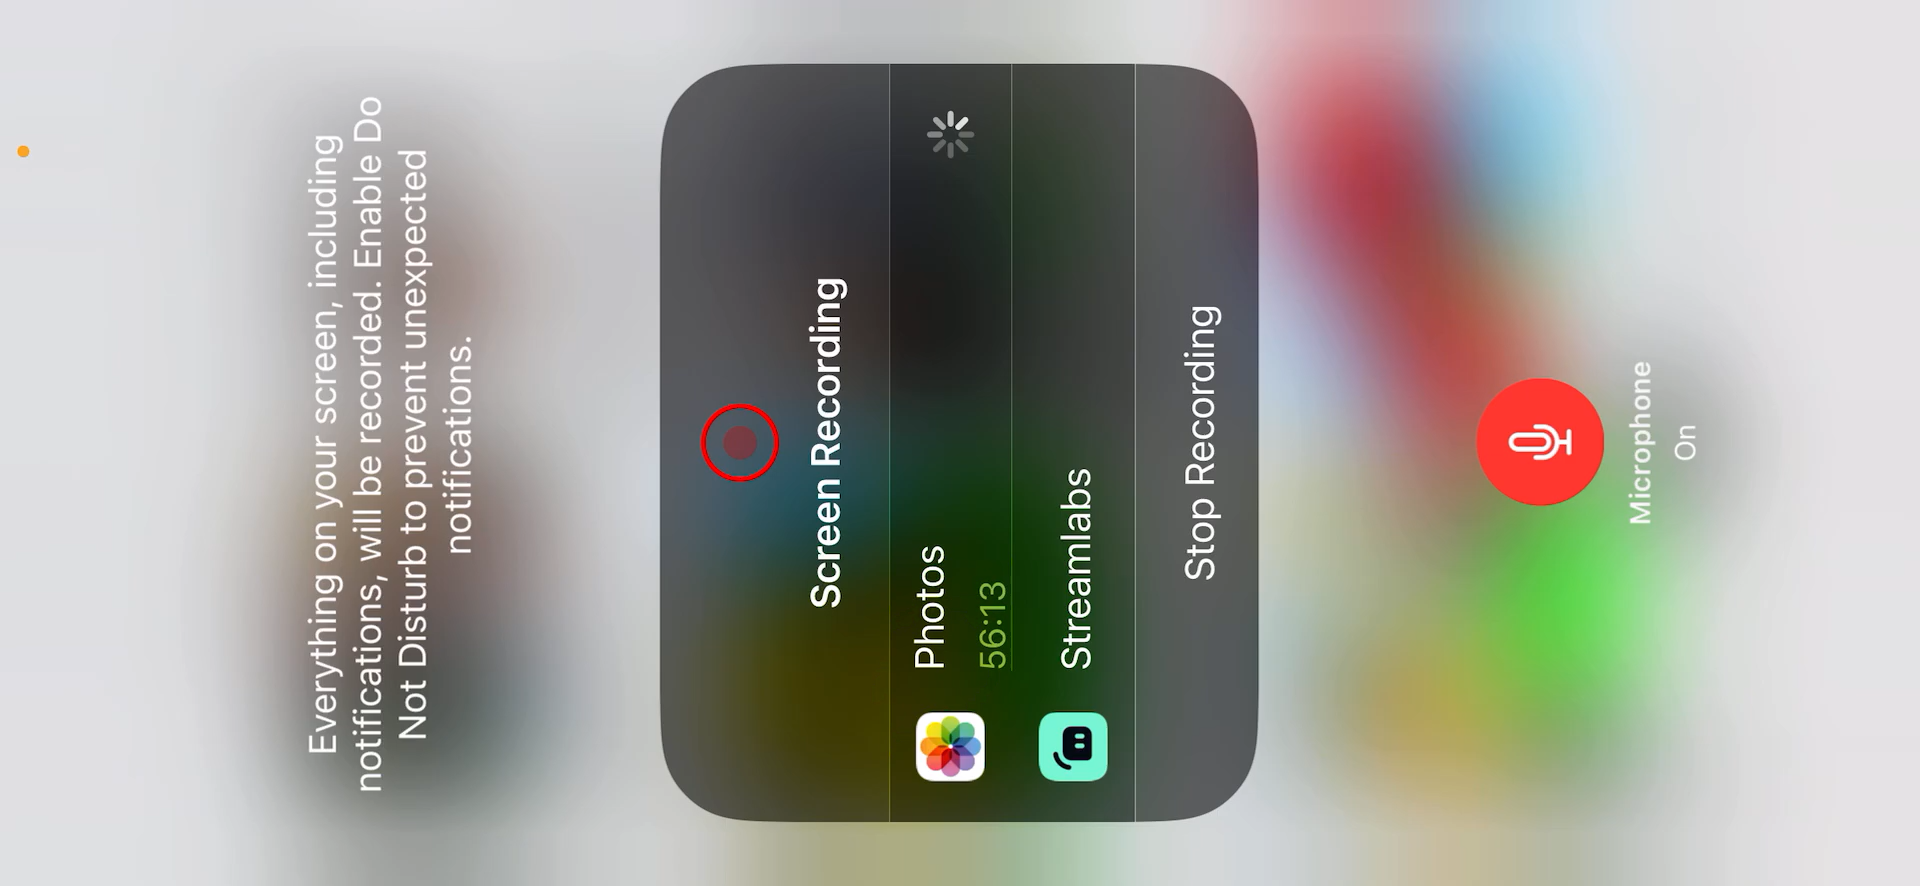 Everything on your screen, including
notifications, will be recorded. Enable Do
Not Disturb to prevent unexpected
notifications.
Screen Recording
Photos
56:13
Streamlabs
Stop Recording
Microphone
On